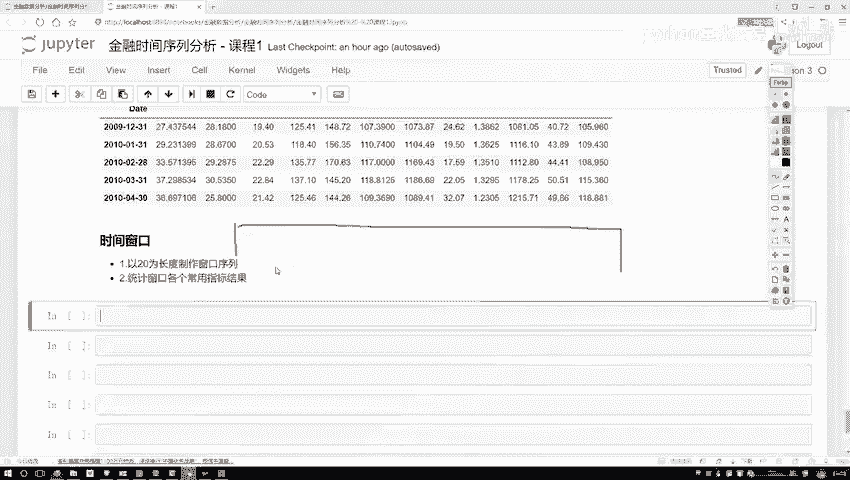 jupyter 金融时间序列分析 - 课程1 Last Checkpoint: an hour ago (autosaved)
Logout
File Edit View Insert Cell Kernel Widgets Help
Trusted
Code
Date
2009-12-31 27.437544 28.1800 19.40 125.41 148.72 107.3900 1073.87 24.62 1.3862 1081.05 40.72 105.960
2010-01-31 29.231399 28.6700 20.53 118.40 156.35 110.7400 1104.49 19.50 1.3625 1116.10 43.89 109.430
2010-02-28 33.571395 29.2875 22.29 135.77 170.63 117.0000 1169.43 17.59 1.3510 1112.80 44.41 108.950
2010-03-31 37.298534 30.5350 22.84 137.10 145.20 118.8125 1186.69 22.05 1.3295 1178.25 50.51 115.360
2010-04-30 36.697106 25.8000 21.42 125.46 144.26 109.3690 1089.41 32.07 1.2305 1215.71 49.86 118.881
时间窗口
1.以20为长度制作窗口序列
2.统计窗口各个常用指标结果
In [ ]:
In [ ]:
In [ ]:
In [ ]:
In [ ]: